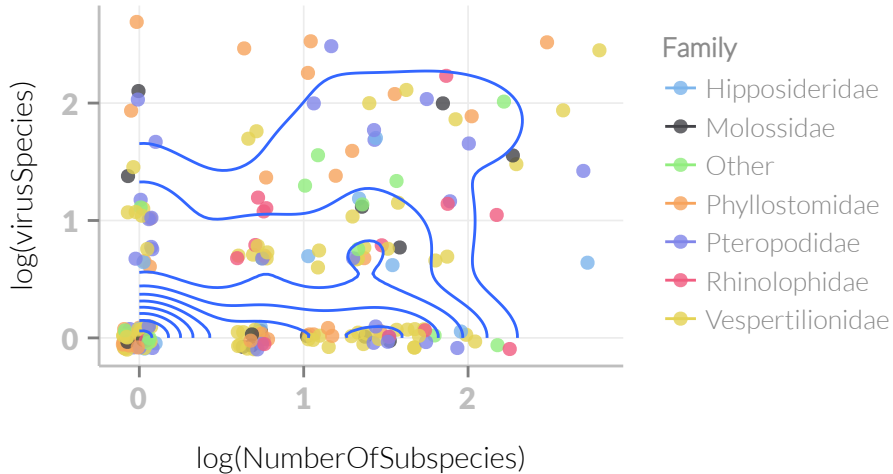 log(virusSpecies)
2
1
0
0
1
2
log(NumberOfSubspecies)
Family
Hipposideridae
Molossidae
Other
Phyllostomidae
Pteropodidae
Rhinolophidae
Vespertilionidae